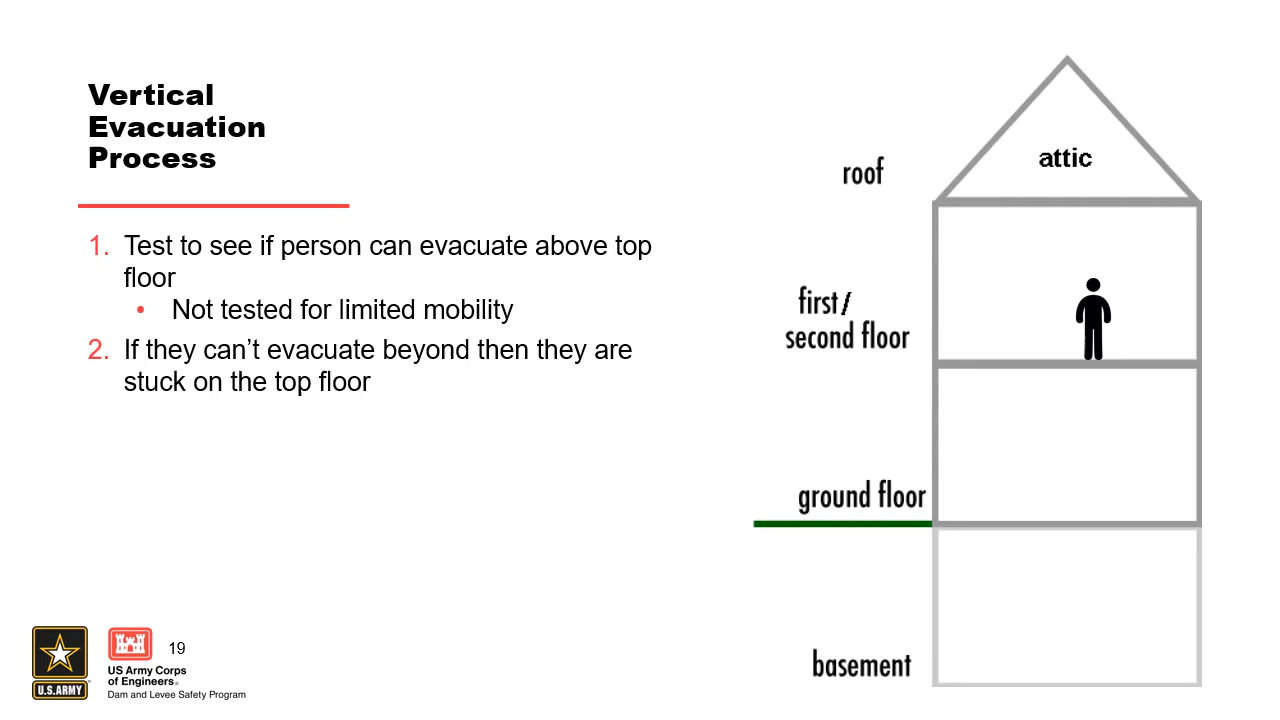 Vertical
Evacuation
Process
1. Test to see if person can evacuate above top
floor
• Not tested for limited mobility
2. If they can’t evacuate beyond then they are
stuck on the top floor
attic
roof
first/
second floor
ground floor
basement
U.S.ARMY
19
US Army Corps
of Engineers®
Dam and Levee Safety Program